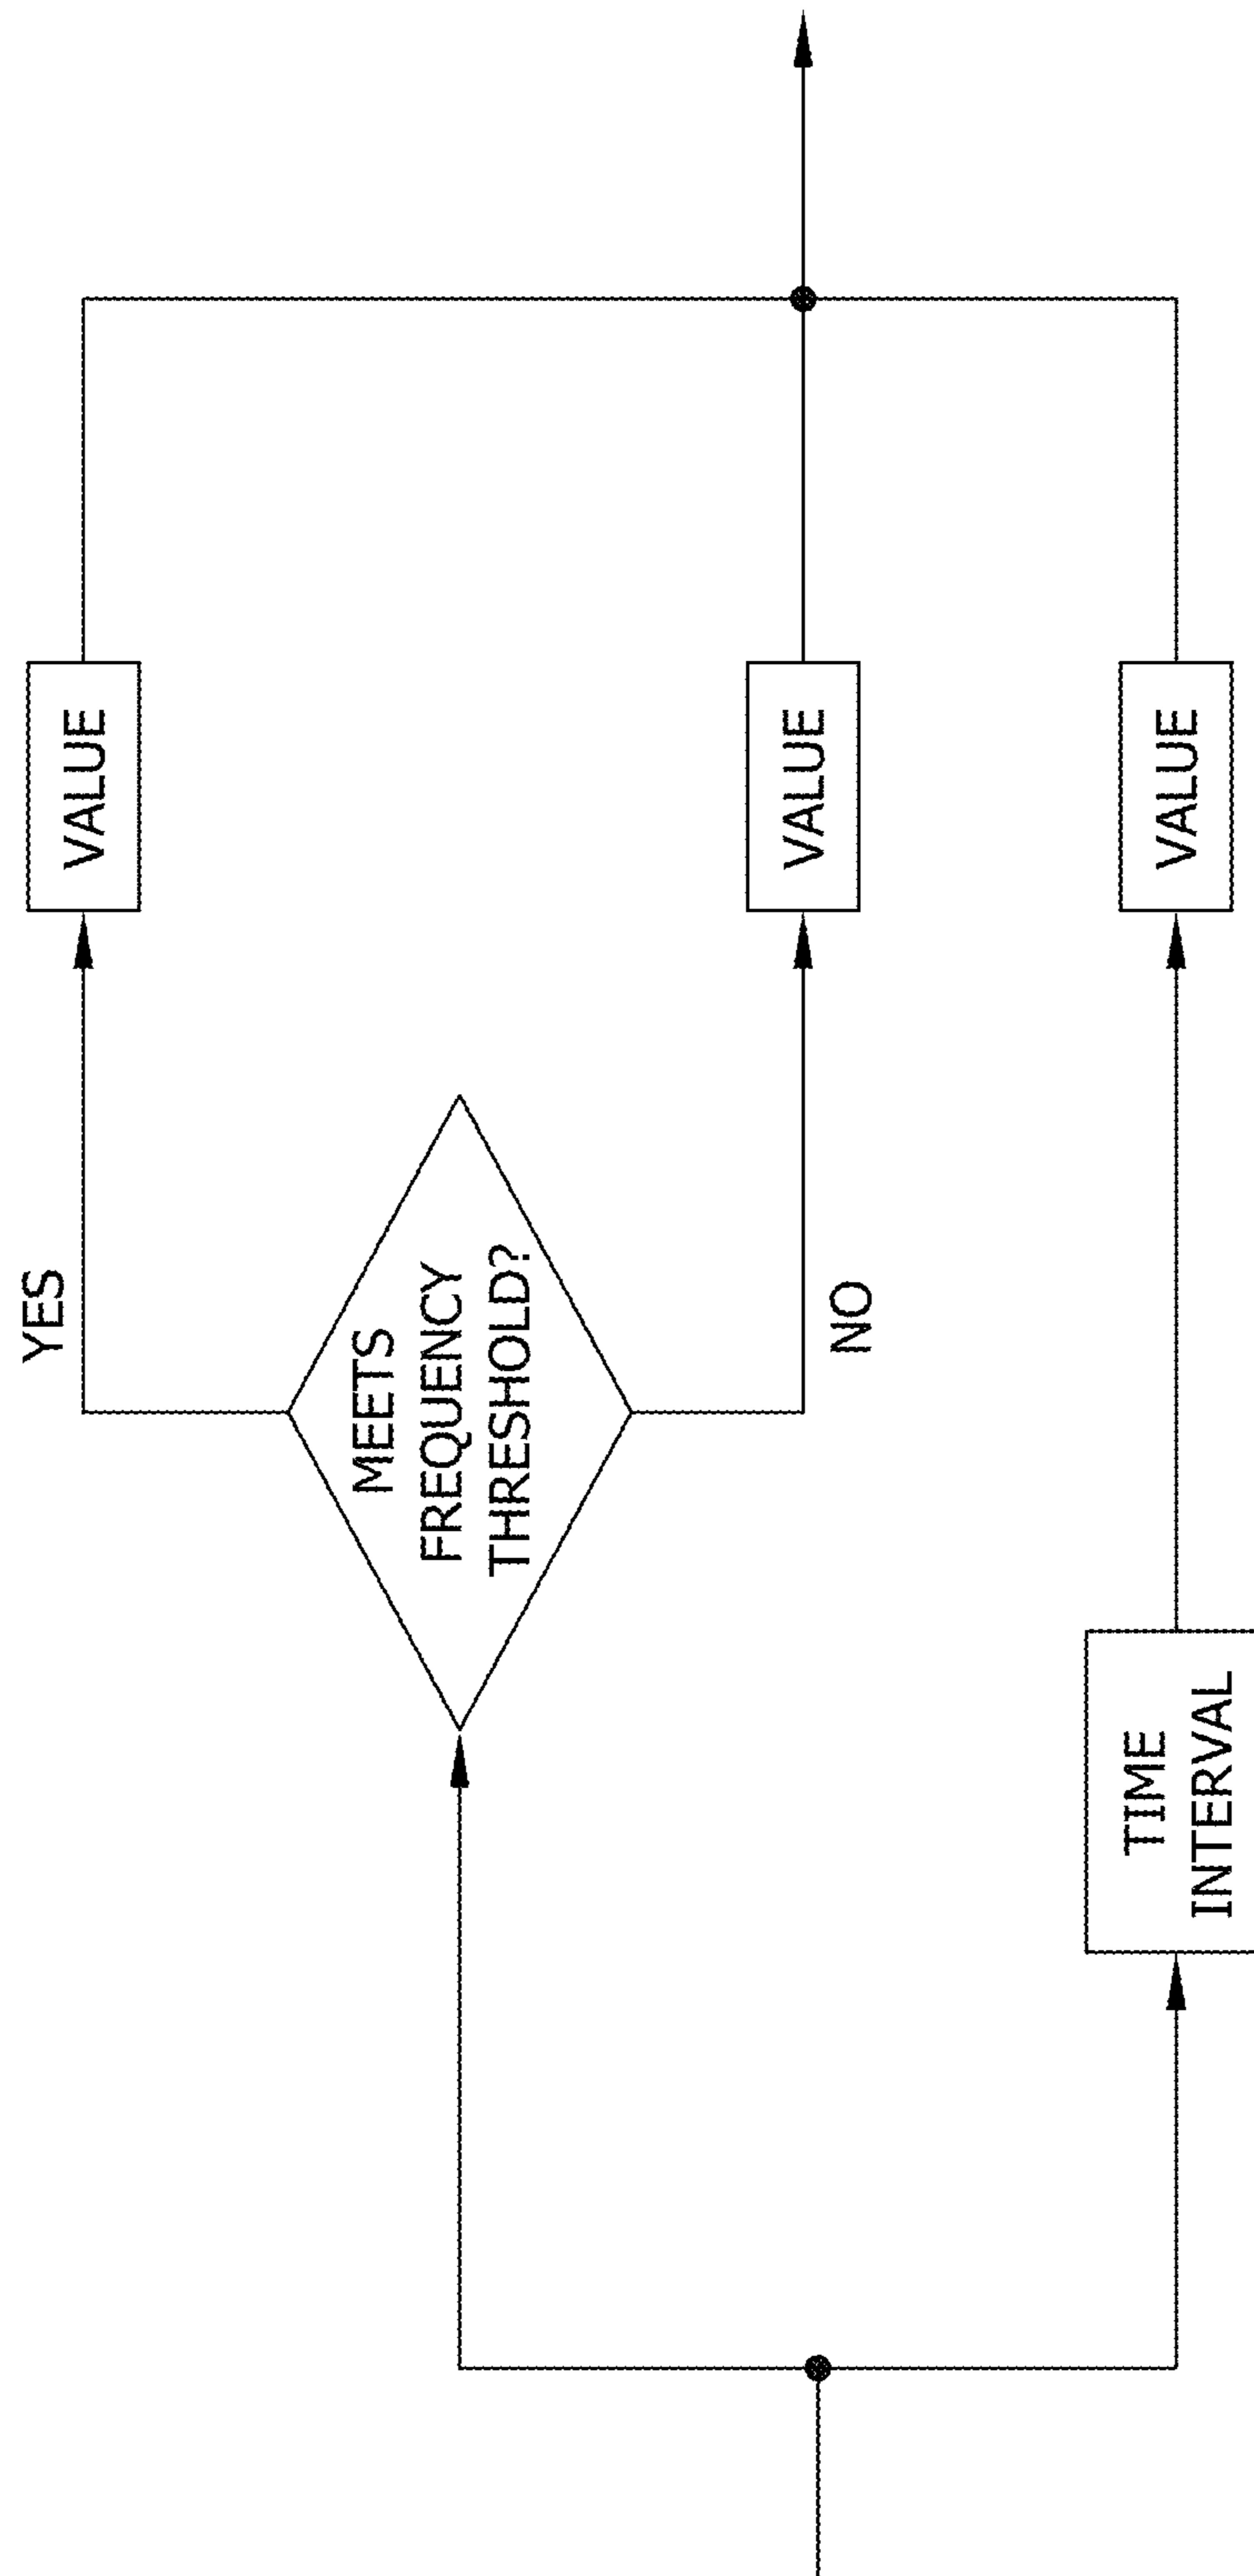 YES
VALUE
MEETS
FREQUENCY
THRESHOLD?
NO
VALUE
TIME
INTERVAL
VALUE